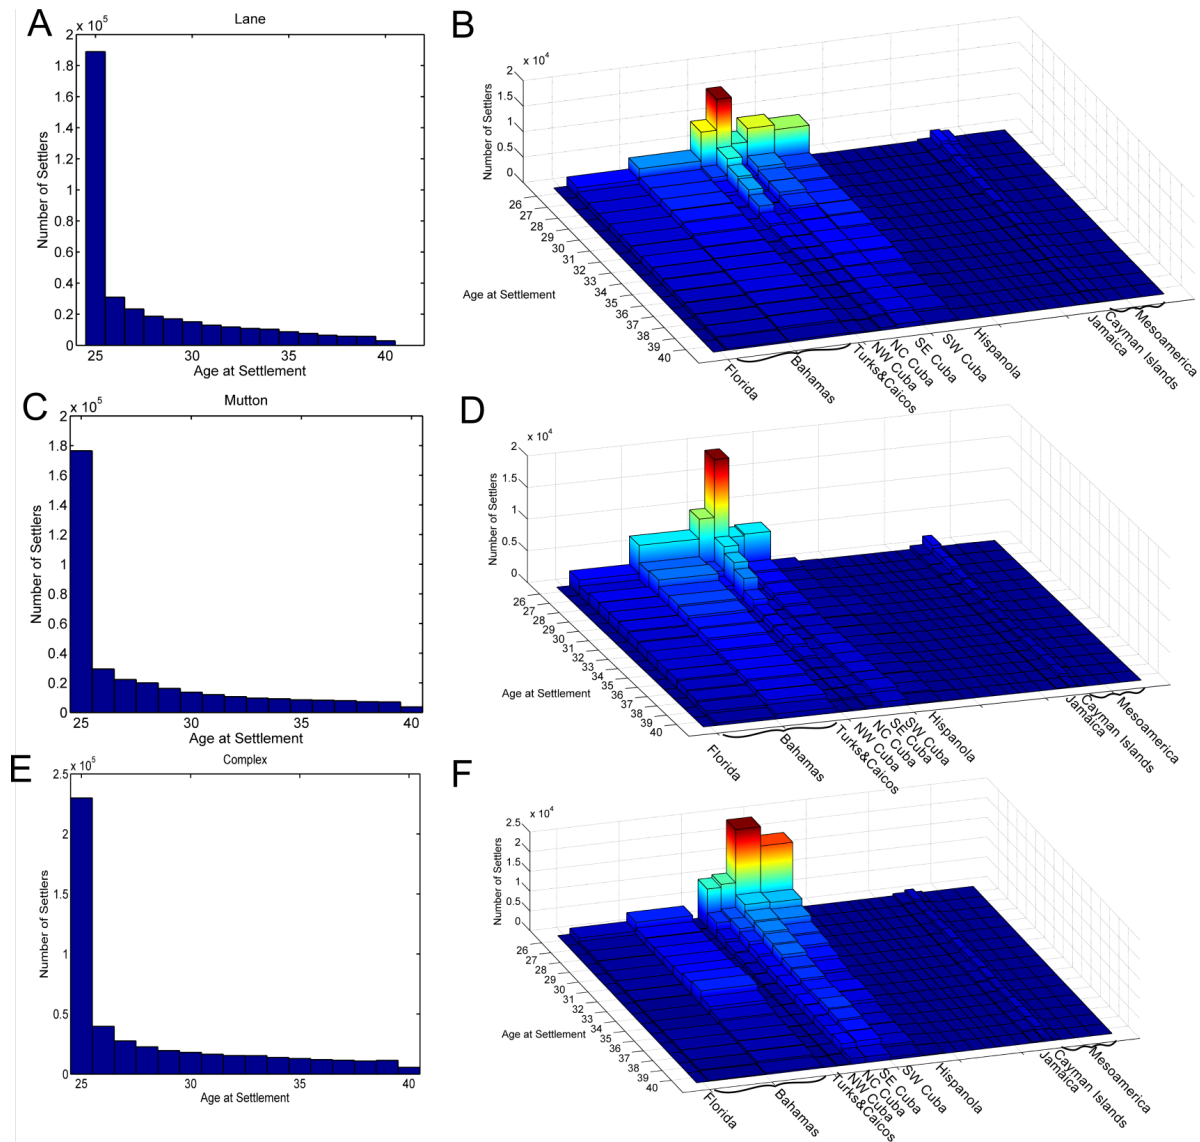 A
Lane
x 10^5
2
1.8
1.6
1.4
1.2
1
0.8
0.6
0.4
0.2
0
Number of Settlers
25 30 35 40
Age at Settlement
B
x 10^4
2
1.5
1
0.5
0
Number of Settlers
26
27
28
29
30
31
32
33
34
35
36
37
38
39
40
Age at Settlement
Florida
Bahamas
Turks&Caicos
NW Cuba
NC Cuba
SE Cuba
SW Cuba
Hispanola
Jamaica
Cayman Islands
Mesoamerica
C
Mutton
x 10^5
2
1.8
1.6
1.4
1.2
1
0.8
0.6
0.4
0.2
0
Number of Settlers
25 30 35 40
Age at Settlement
D
x 10^4
2
1.5
1
0.5
0
Number of Settlers
26
27
28
29
30
31
32
33
34
35
36
37
38
39
40
Age at Settlement
Florida
Bahamas
Turks&Caicos
NW Cuba
NC Cuba
SE Cuba
SW Cuba
Hispanola
Jamaica
Cayman Islands
Mesoamerica
E
Complex
x 10^5
2.5
2
1.5
1
0.5
0
Number of Settlers
25 30 35 40
Age at Settlement
F
x 10^4
2.5
2
1.5
1
0.5
0
Number of Settlers
26
27
28
29
30
31
32
33
34
35
36
37
38
39
40
Age at Settlement
Florida
Bahamas
Turks&Caicos
NW Cuba
NC Cuba
SE Cuba
SW Cuba
Hispanola
Jamaica
Cayman Islands
Mesoamerica